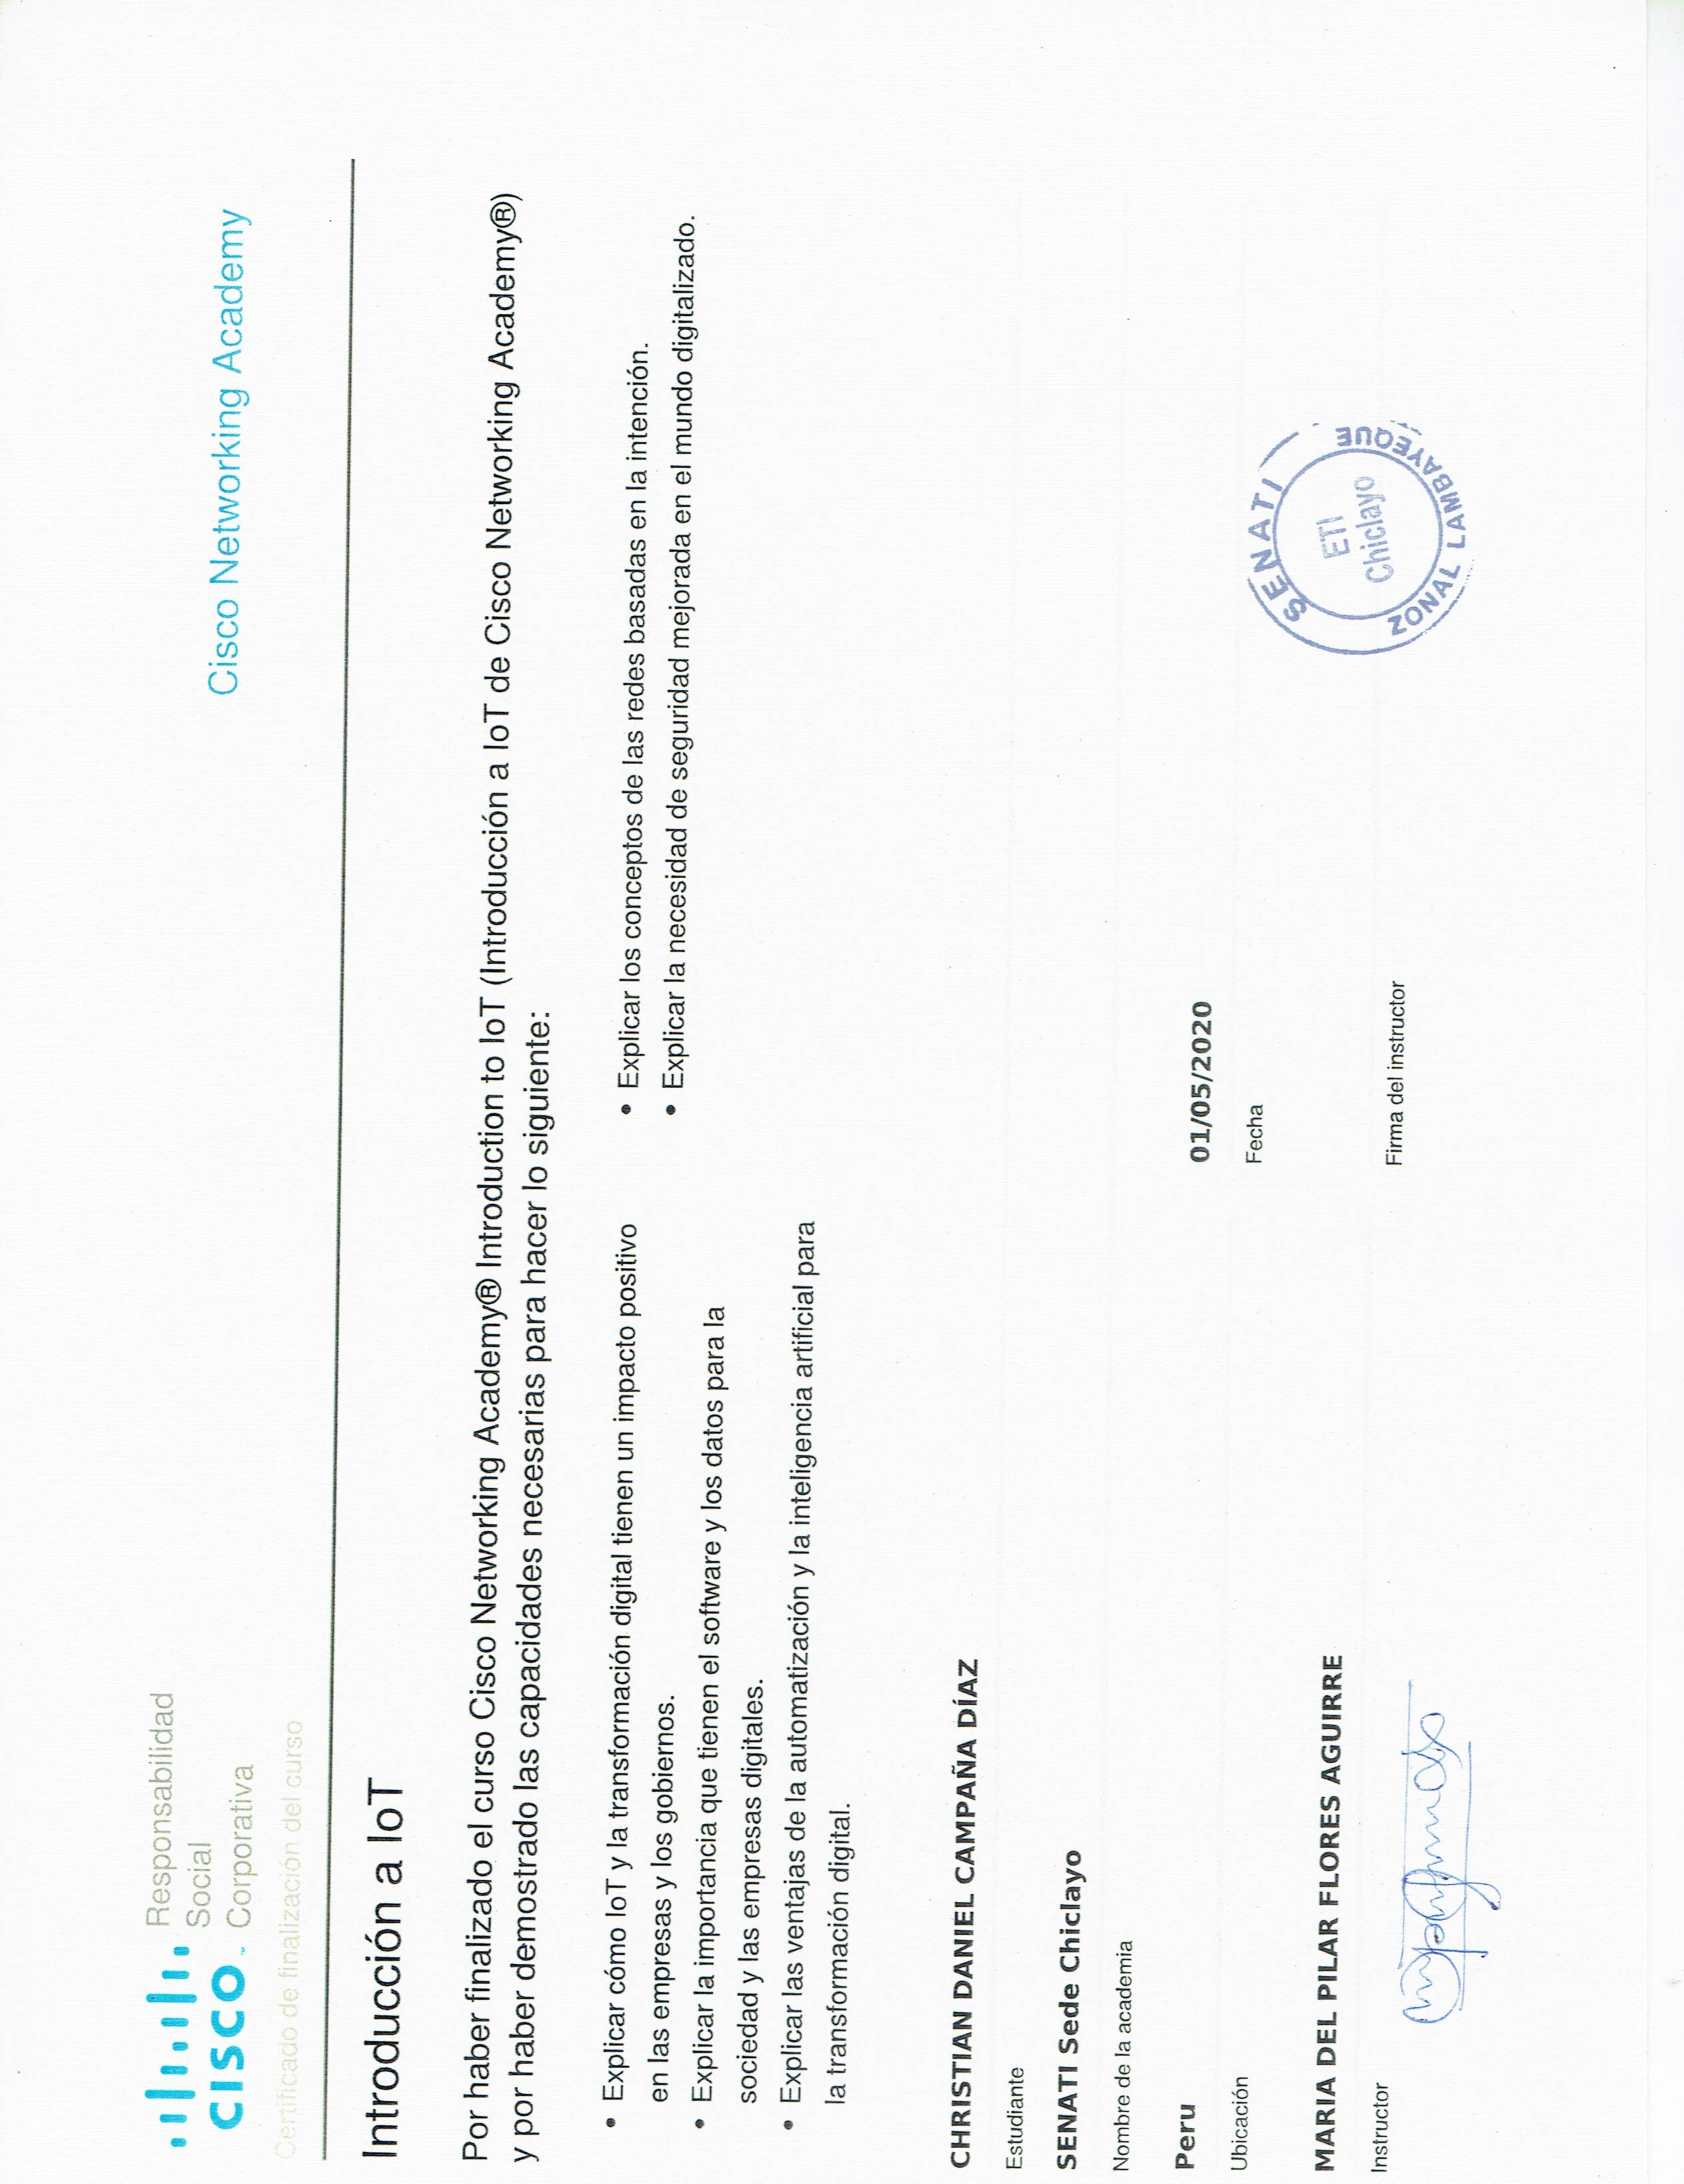 CISCO
Responsabilidad
Social
Corporativa
Cisco Networking Academy
Certificado de finalización del curso
Introducción a IoT
Por haber finalizado el curso Cisco Networking Academy® Introduction to IoT (Introducción a IoT de Cisco Networking Academy®)
y por haber demostrado las capacidades necesarias para hacer lo siguiente:
• Explicar cómo IoT y la transformación digital tienen un impacto positivo
en las empresas y los gobiernos.
• Explicar la importancia que tienen el software y los datos para la
sociedad y las empresas digitales.
• Explicar las ventajas de la automatización y la inteligencia artificial para
la transformación digital.
• Explicar los conceptos de las redes basadas en la intención.
• Explicar la necesidad de seguridad mejorada en el mundo digitalizado.
CHRISTIAN DANIEL CAMPAÑA DÍAZ
Estudiante
SENATI Sede Chiclayo
Nombre de la academia
Peru
Ubicación
01/05/2020
Fecha
MARIA DEL PILAR FLORES AGUIRRE
Instructor
Firma del instructor
SENATI
ETI
Chiclayo
ZONAL LAMBAYEQUE